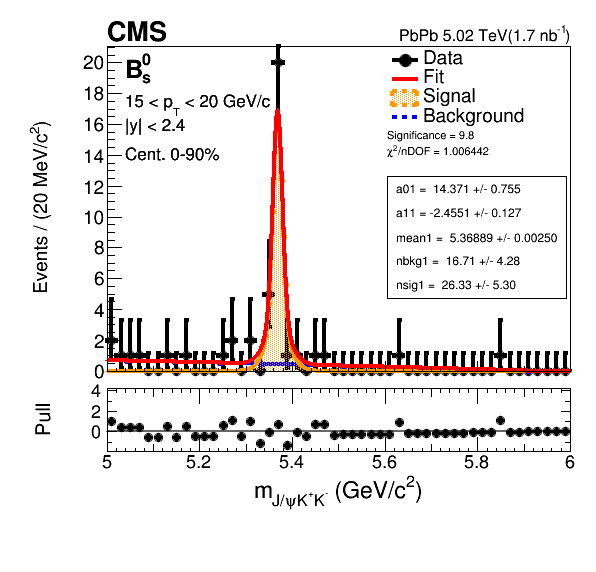 CMS
PbPb 5.02 TeV(1.7 nb⁻¹)
B⁰ₛ
15 < p_T < 20 GeV/c
|y| < 2.4
Cent. 0-90%
Data
Fit
Signal
Background
Significance = 9.8
χ²/nDOF = 1.006442
a01 = 14.371 +/- 0.755
a11 = -2.4551 +/- 0.127
mean1 = 5.36889 +/- 0.00250
nbkg1 = 16.71 +/- 4.28
nsig1 = 26.33 +/- 5.30
Events / (20 MeV/c²)
20
18
16
14
12
10
8
6
4
2
0
Pull
4
2
0
5 5.2 5.4 5.6 5.8 6
m_{J/ψK⁺K⁻} (GeV/c²)